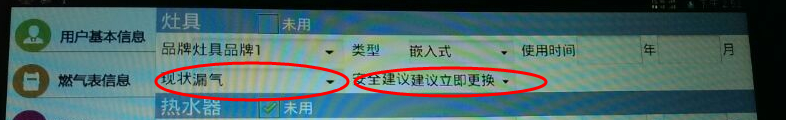 灶具 未用
用户基本信息
品牌灶具品牌1 类型 嵌入式 使用时间 年 月
燃气表信息
现状漏气 安全建议建议立即更换
热水器 未用